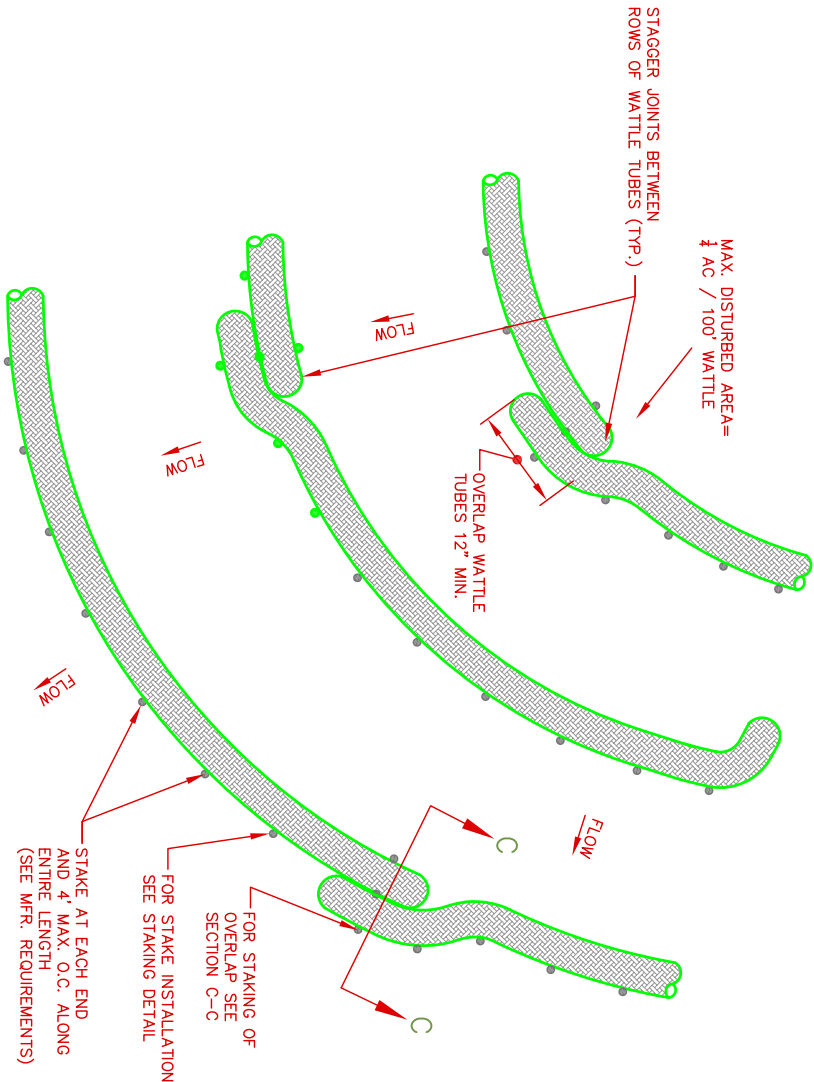 MAX. DISTURBED AREA=
¼ AC / 100' WATTLE
STAGGER JOINTS BETWEEN
ROWS OF WATTLE TUBES (TYP.)
FLOW
C
OVERLAP WATTLE
TUBES 12" MIN.
C
FLOW
FOR STAKING OF
OVERLAP SEE
SECTION C-C
FLOW
FOR STAKE INSTALLATION
SEE STAKING DETAIL
FLOW
STAKE AT EACH END
AND 4' MAX. O.C. ALONG
ENTIRE LENGTH
(SEE MFR. REQUIREMENTS)